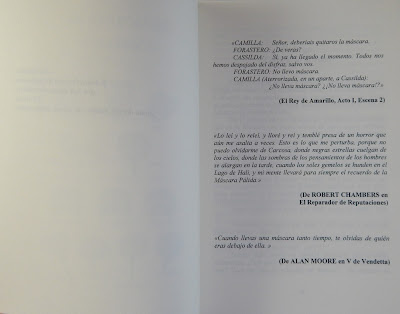 «CAMILLA: Señor, deberíais quitaros la máscara.
FORASTERO: ¿De veras?
CASSILDA: Sí, ya ha llegado el momento. Todos nos
hemos despojado del disfraz, salvo vos.
FORASTERO: No llevo máscara.
CAMILLA (Aterrorizada, en un aparte, a Cassilda):
¿No lleva máscara? ¿¡No lleva máscara!?»
(El Rey de Amarillo, Acto I, Escena 2)
«Lo leí y lo releí, y lloré y reí y temblé presa de un horror que
aún me asalta a veces. Esto es lo que me perturba, porque no
puedo olvidarme de Carcosa, donde negras estrellas cuelgan de
los cielos, donde las sombras de los pensamientos de los hombres
se alargan en la tarde, cuando los soles gemelos se hunden en el
Lago de Hali, y mi mente llevará para siempre el recuerdo de la
Máscara Pálida.»
(De ROBERT CHAMBERS en
El Reparador de Reputaciones)
«Cuando llevas una máscara tanto tiempo, te olvidas de quién
eras debajo de ella. »
(De ALAN MOORE en V de Vendetta)